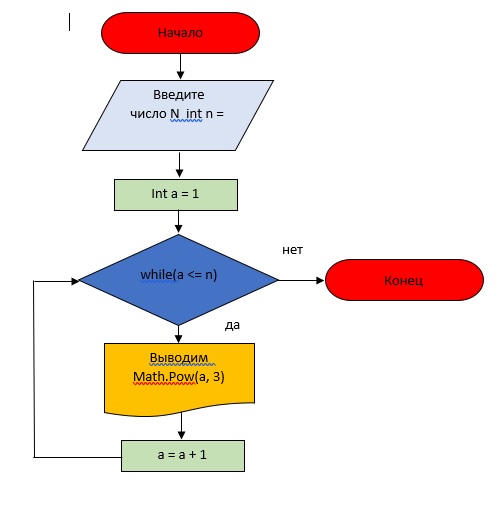 Начало
Введите
число N int n =
Int a = 1
while(a <= n)
нет
Конец
да
Выводим
Math.Pow(a, 3)
a = a + 1